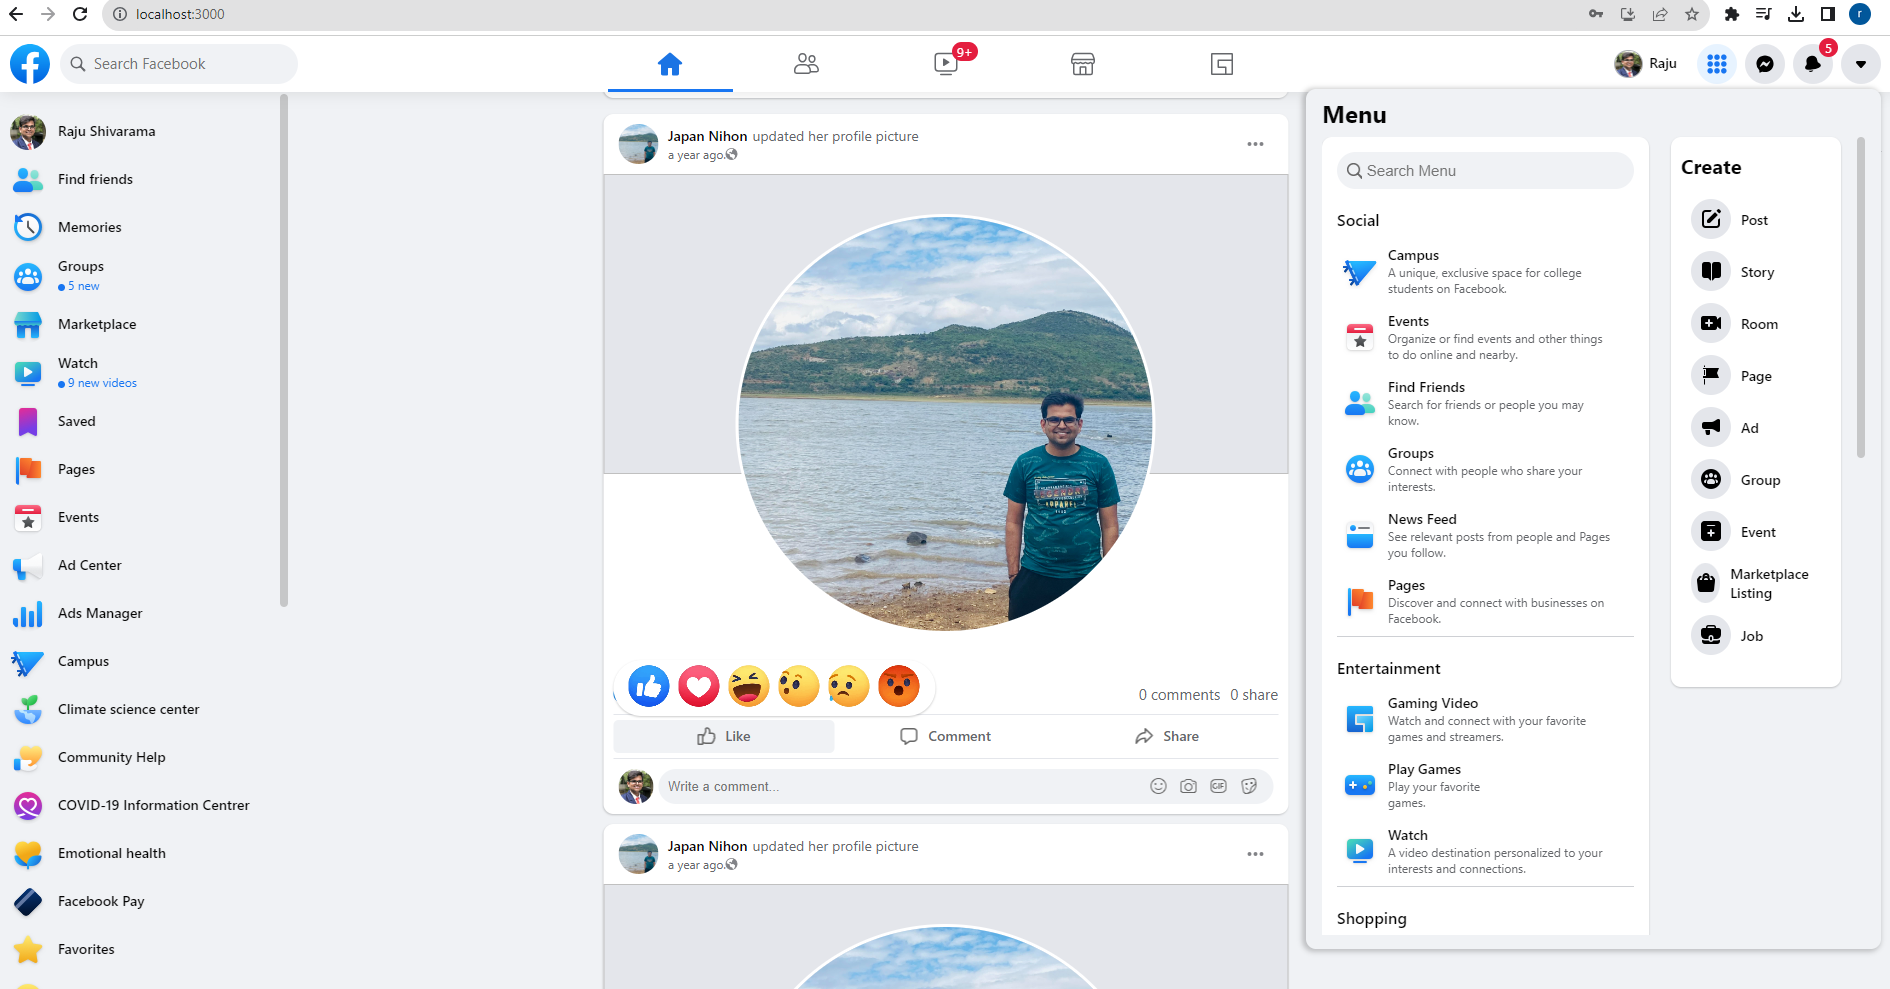 localhost:3000
r
Search Facebook
9+
Raju
5
Raju Shivarama
Find friends
Memories
Groups
5 new
Marketplace
Watch
9 new videos
Saved
Pages
Events
Ad Center
Ads Manager
Campus
Climate science center
Community Help
COVID-19 Information Centrer
Emotional health
Facebook Pay
Favorites
Japan Nihon updated her profile picture
a year ago.
0 comments 0 share
Like
Comment
Share
Write a comment...
GIF
Japan Nihon updated her profile picture
a year ago.
Menu
Search Menu
Social
Campus
A unique, exclusive space for college
students on Facebook.
Events
Organize or find events and other things
to do online and nearby.
Find Friends
Search for friends or people you may
know.
Groups
Connect with people who share your
interests.
News Feed
See relevant posts from people and Pages
you follow.
Pages
Discover and connect with businesses on
Facebook.
Entertainment
Gaming Video
Watch and connect with your favorite
games and streamers.
Play Games
Play your favorite
games.
Watch
A video destination personalized to your
interests and connections.
Shopping
Create
Post
Story
Room
Page
Ad
Group
Event
Marketplace
Listing
Job